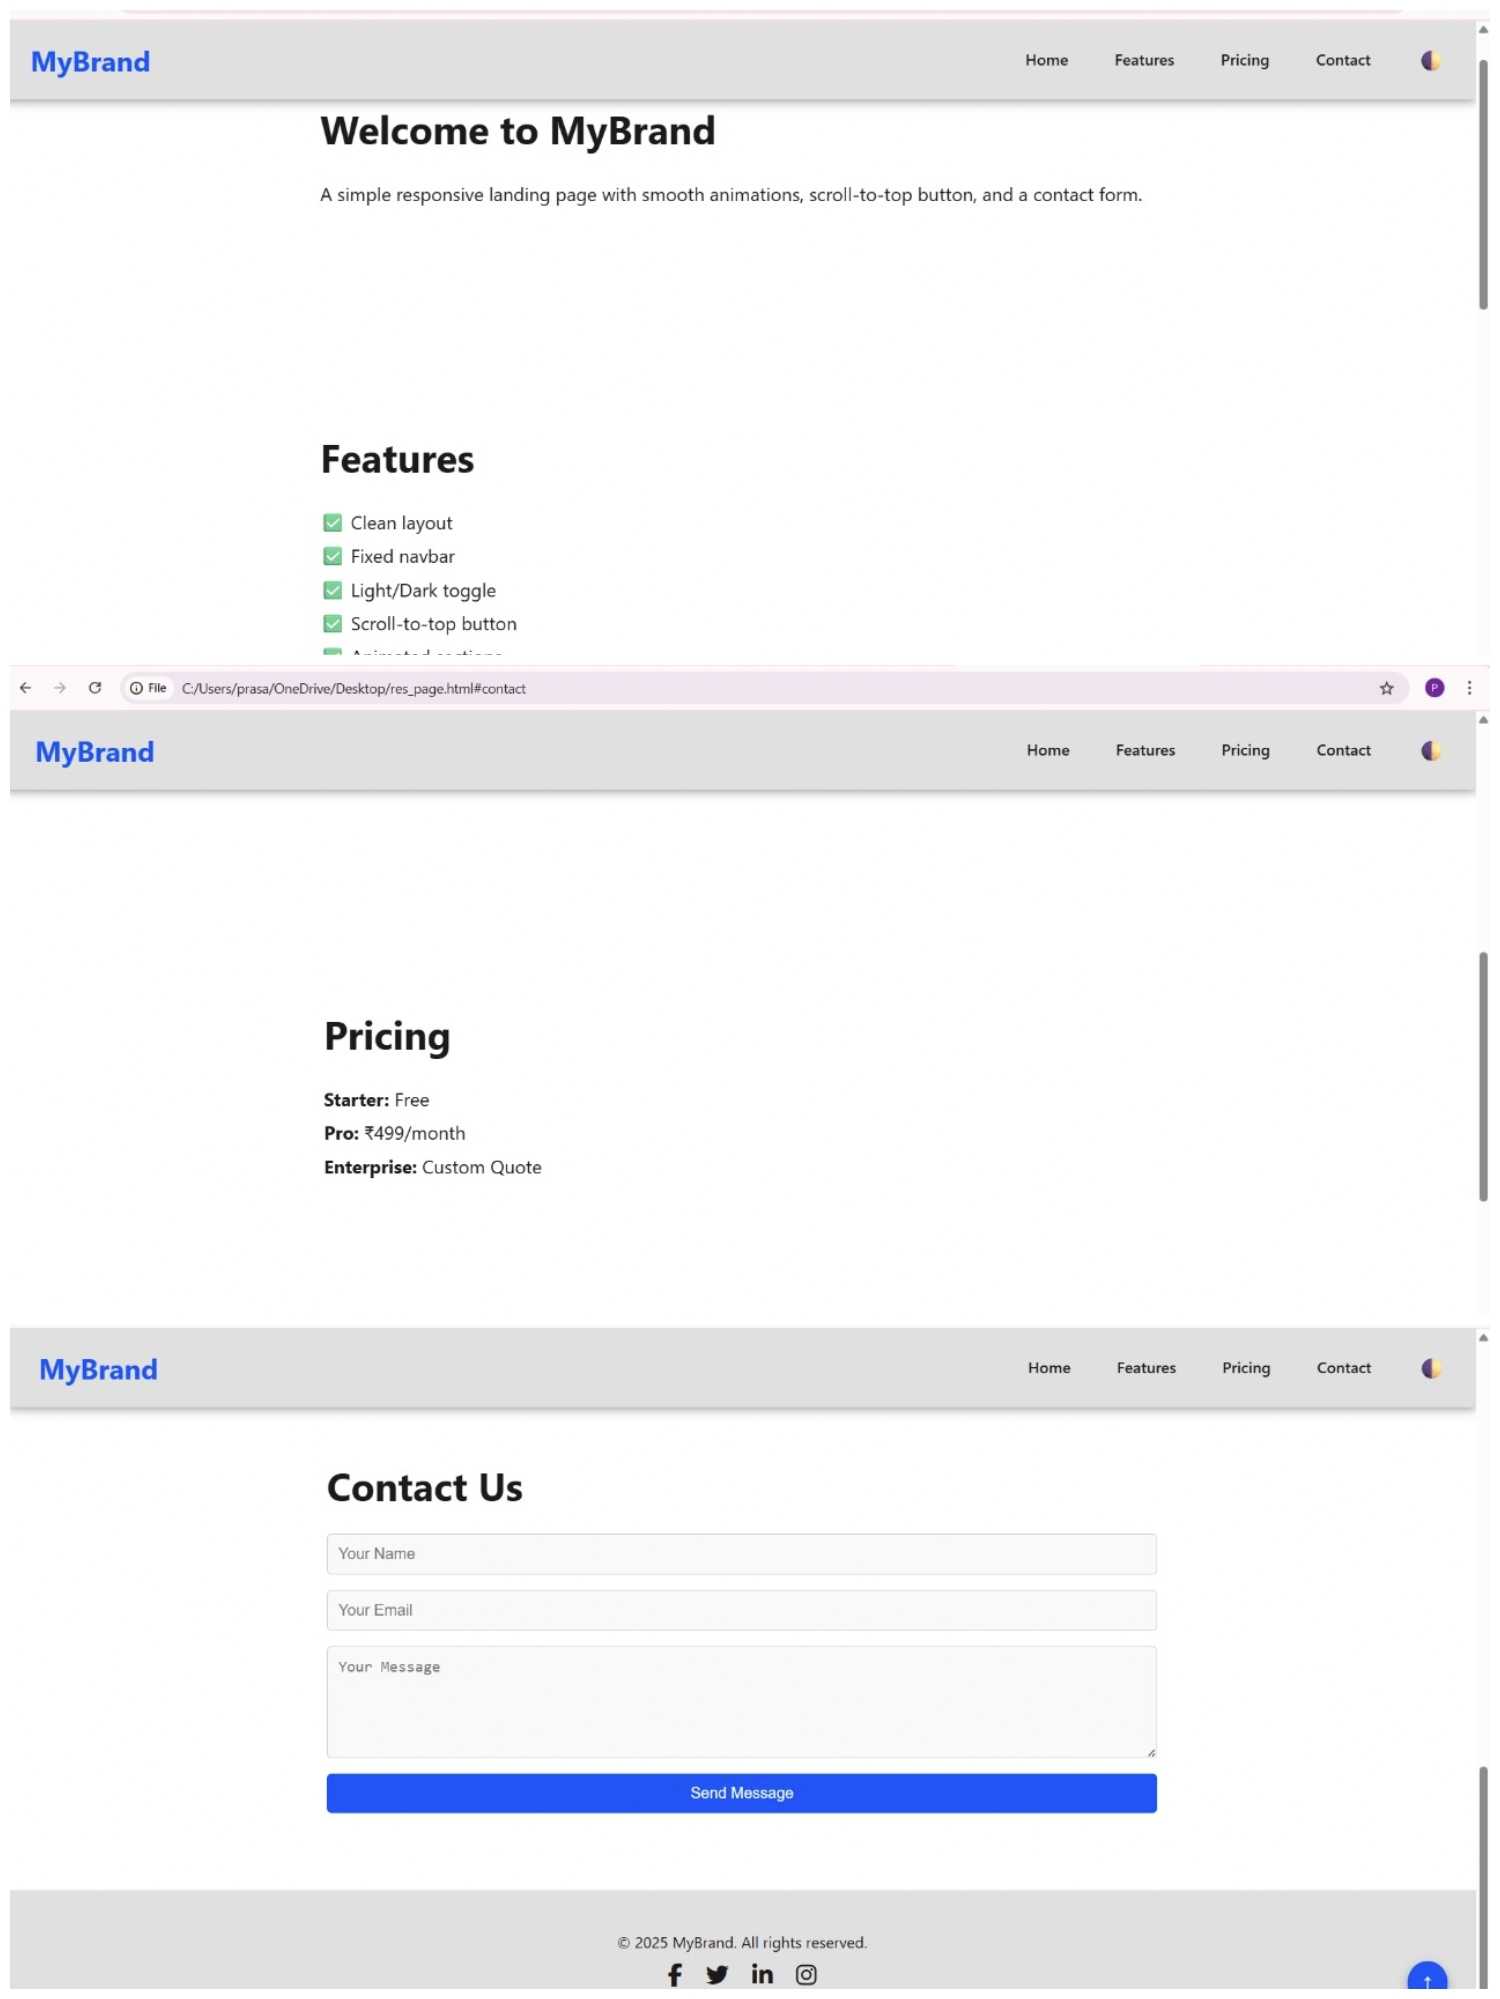 MyBrand
Home Features Pricing Contact
Welcome to MyBrand
A simple responsive landing page with smooth animations, scroll-to-top button, and a contact form.
Features
Clean layout
Fixed navbar
Light/Dark toggle
Scroll-to-top button
Animated sections
File C:/Users/prasa/OneDrive/Desktop/res_page.html#contact P
MyBrand
Home Features Pricing Contact
Pricing
Starter: Free
Pro: ₹499/month
Enterprise: Custom Quote
MyBrand
Home Features Pricing Contact
Contact Us
Your Name
Your Email
Your Message
Send Message
© 2025 MyBrand. All rights reserved.